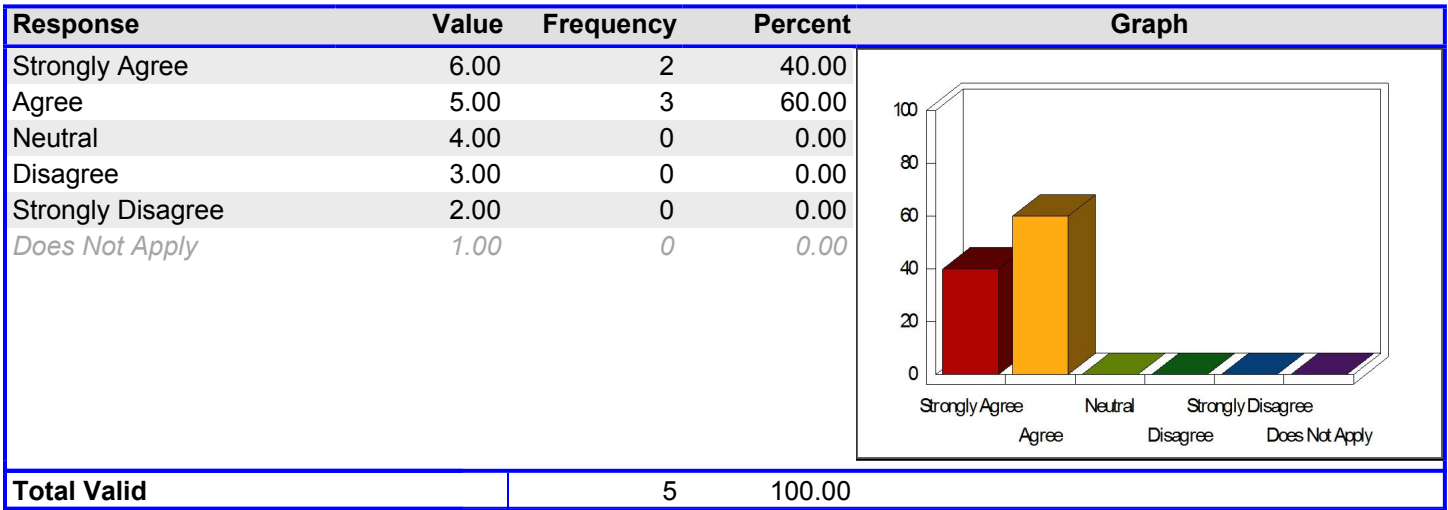 Response Value Frequency Percent Graph
Strongly Agree 6.00 2 40.00
Agree 5.00 3 60.00
Neutral 4.00 0 0.00
Disagree 3.00 0 0.00
Strongly Disagree 2.00 0 0.00
Does Not Apply 1.00 0 0.00
100
80
60
40
20
0
Strongly Agree Neutral Strongly Disagree
Agree Disagree Does Not Apply
Total Valid 5 100.00